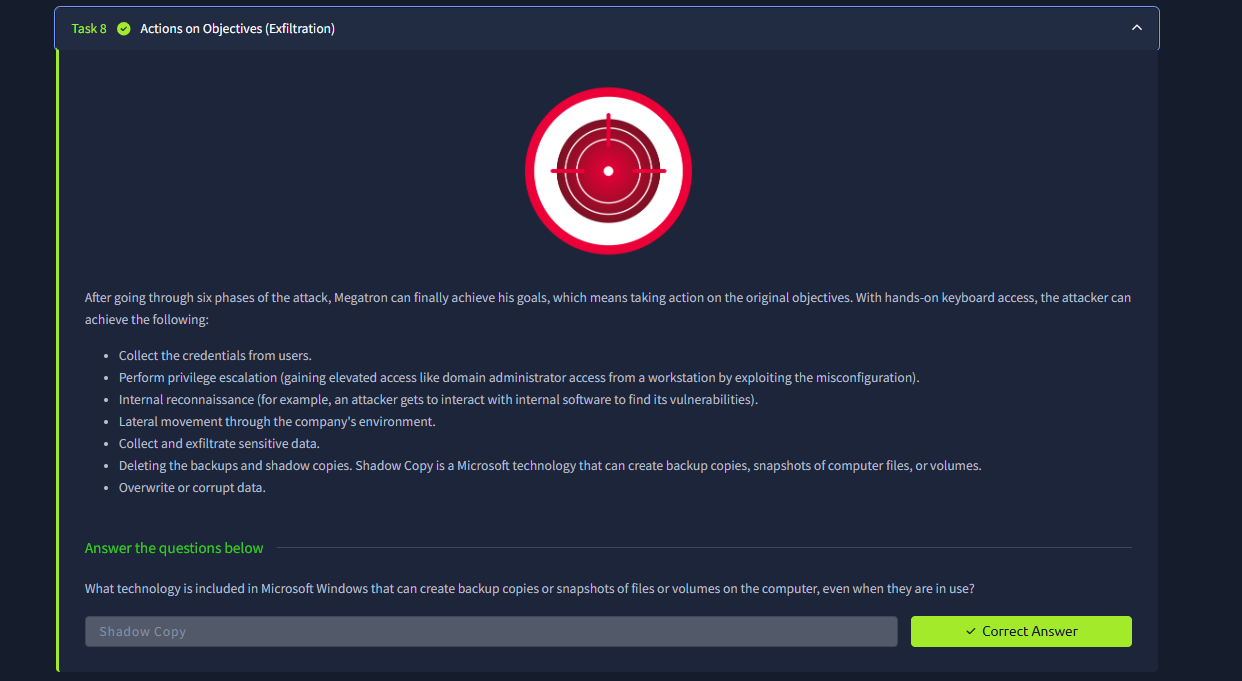 Task 8 Actions on Objectives (Exfiltration)
After going through six phases of the attack, Megatron can finally achieve his goals, which means taking action on the original objectives. With hands-on keyboard access, the attacker can
achieve the following:
Collect the credentials from users.
Perform privilege escalation (gaining elevated access like domain administrator access from a workstation by exploiting the misconfiguration).
Internal reconnaissance (for example, an attacker gets to interact with internal software to find its vulnerabilities).
Lateral movement through the company's environment.
Collect and exfiltrate sensitive data.
Deleting the backups and shadow copies. Shadow Copy is a Microsoft technology that can create backup copies, snapshots of computer files, or volumes.
Overwrite or corrupt data.
Answer the questions below
What technology is included in Microsoft Windows that can create backup copies or snapshots of files or volumes on the computer, even when they are in use?
Shadow Copy
Correct Answer